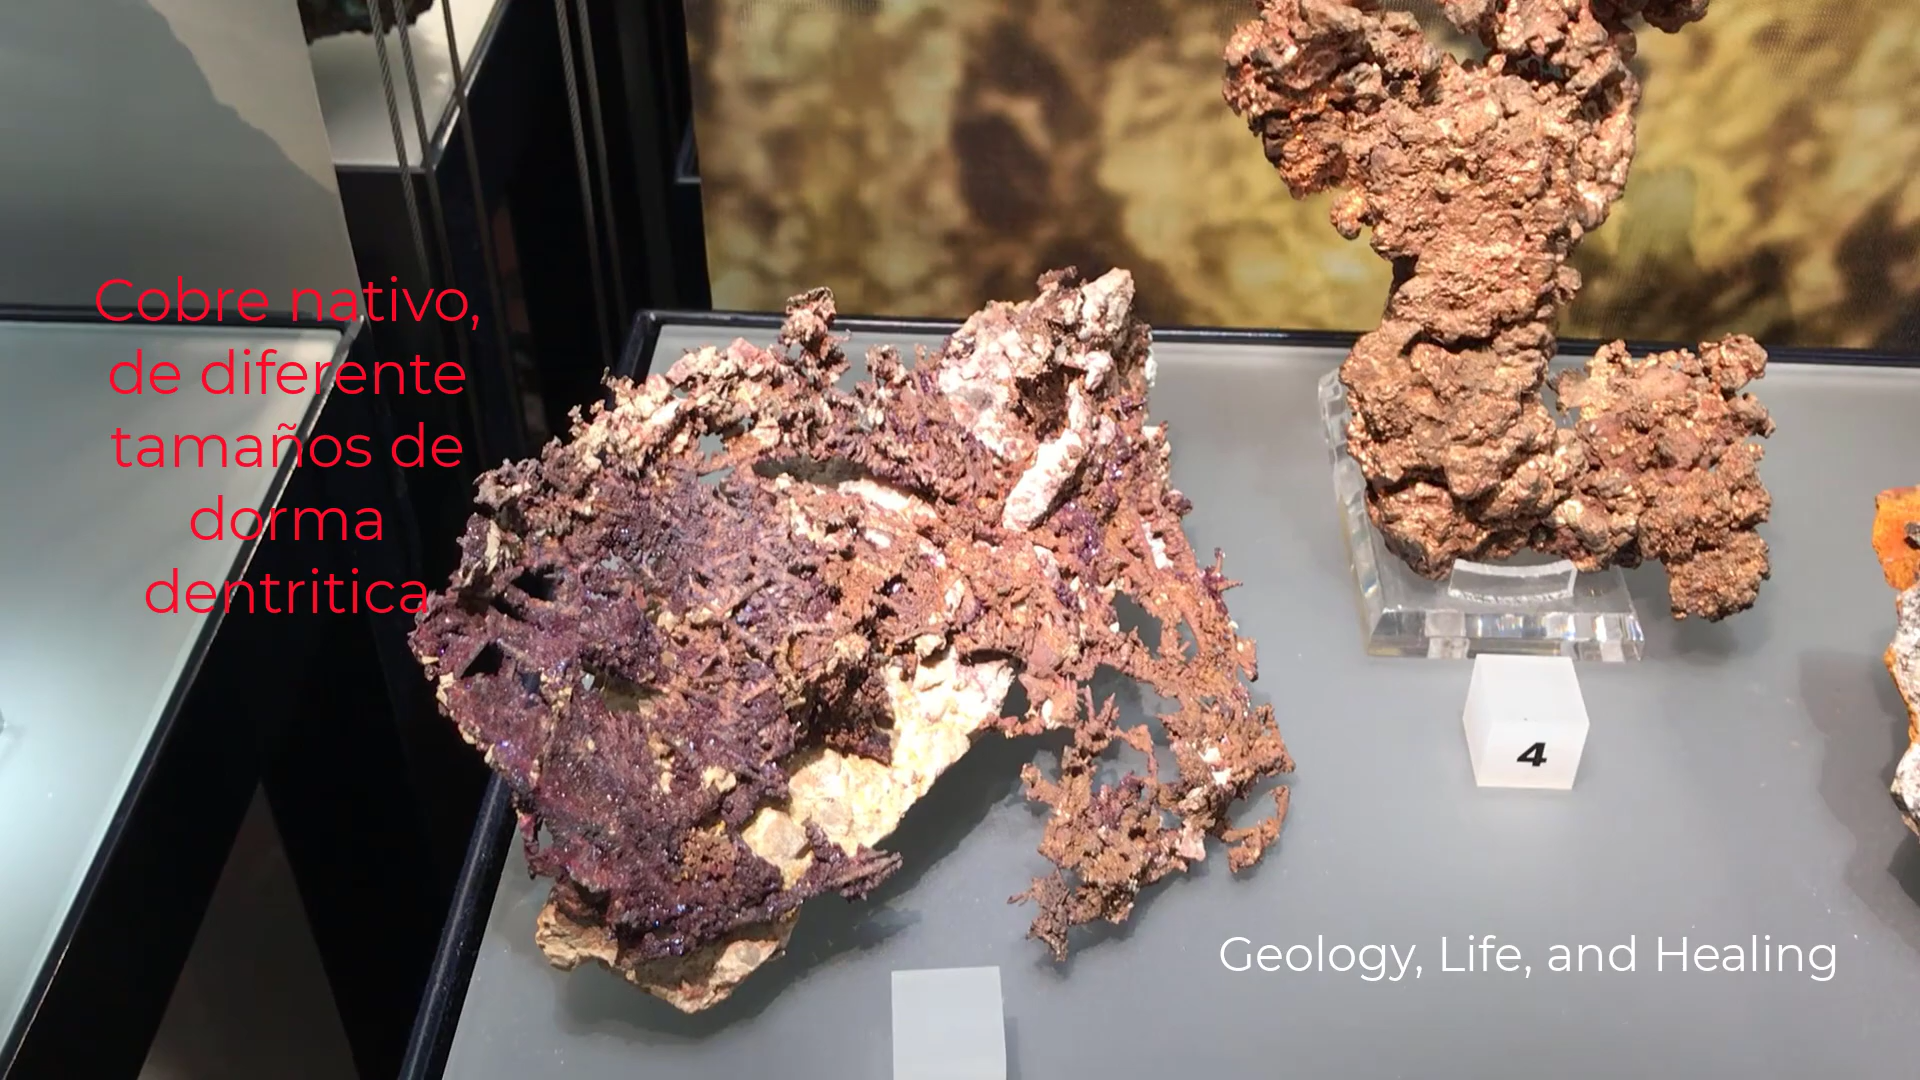 Cobre nativo,
de diferente
tamaños de
dorma
dentritica
4
Geology, Life, and Healing